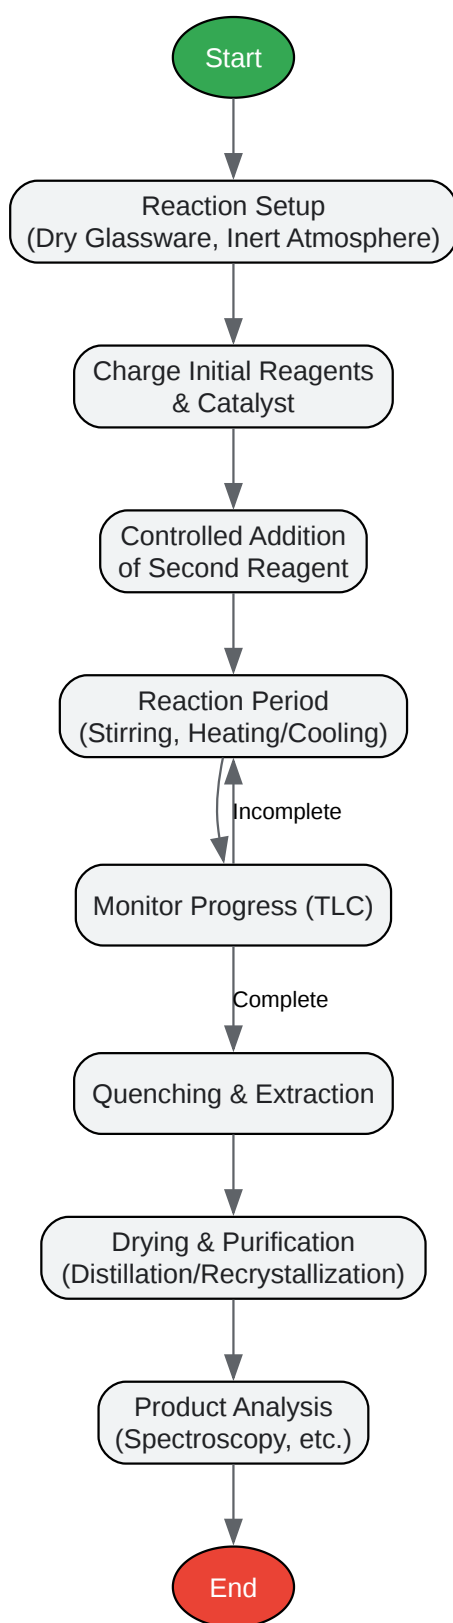 Start
Reaction Setup
(Dry Glassware, Inert Atmosphere)
Charge Initial Reagents
& Catalyst
Controlled Addition
of Second Reagent
Reaction Period
(Stirring, Heating/Cooling)
Incomplete
Monitor Progress (TLC)
Complete
Quenching & Extraction
Drying & Purification
(Distillation/Recrystallization)
Product Analysis
(Spectroscopy, etc.)
End